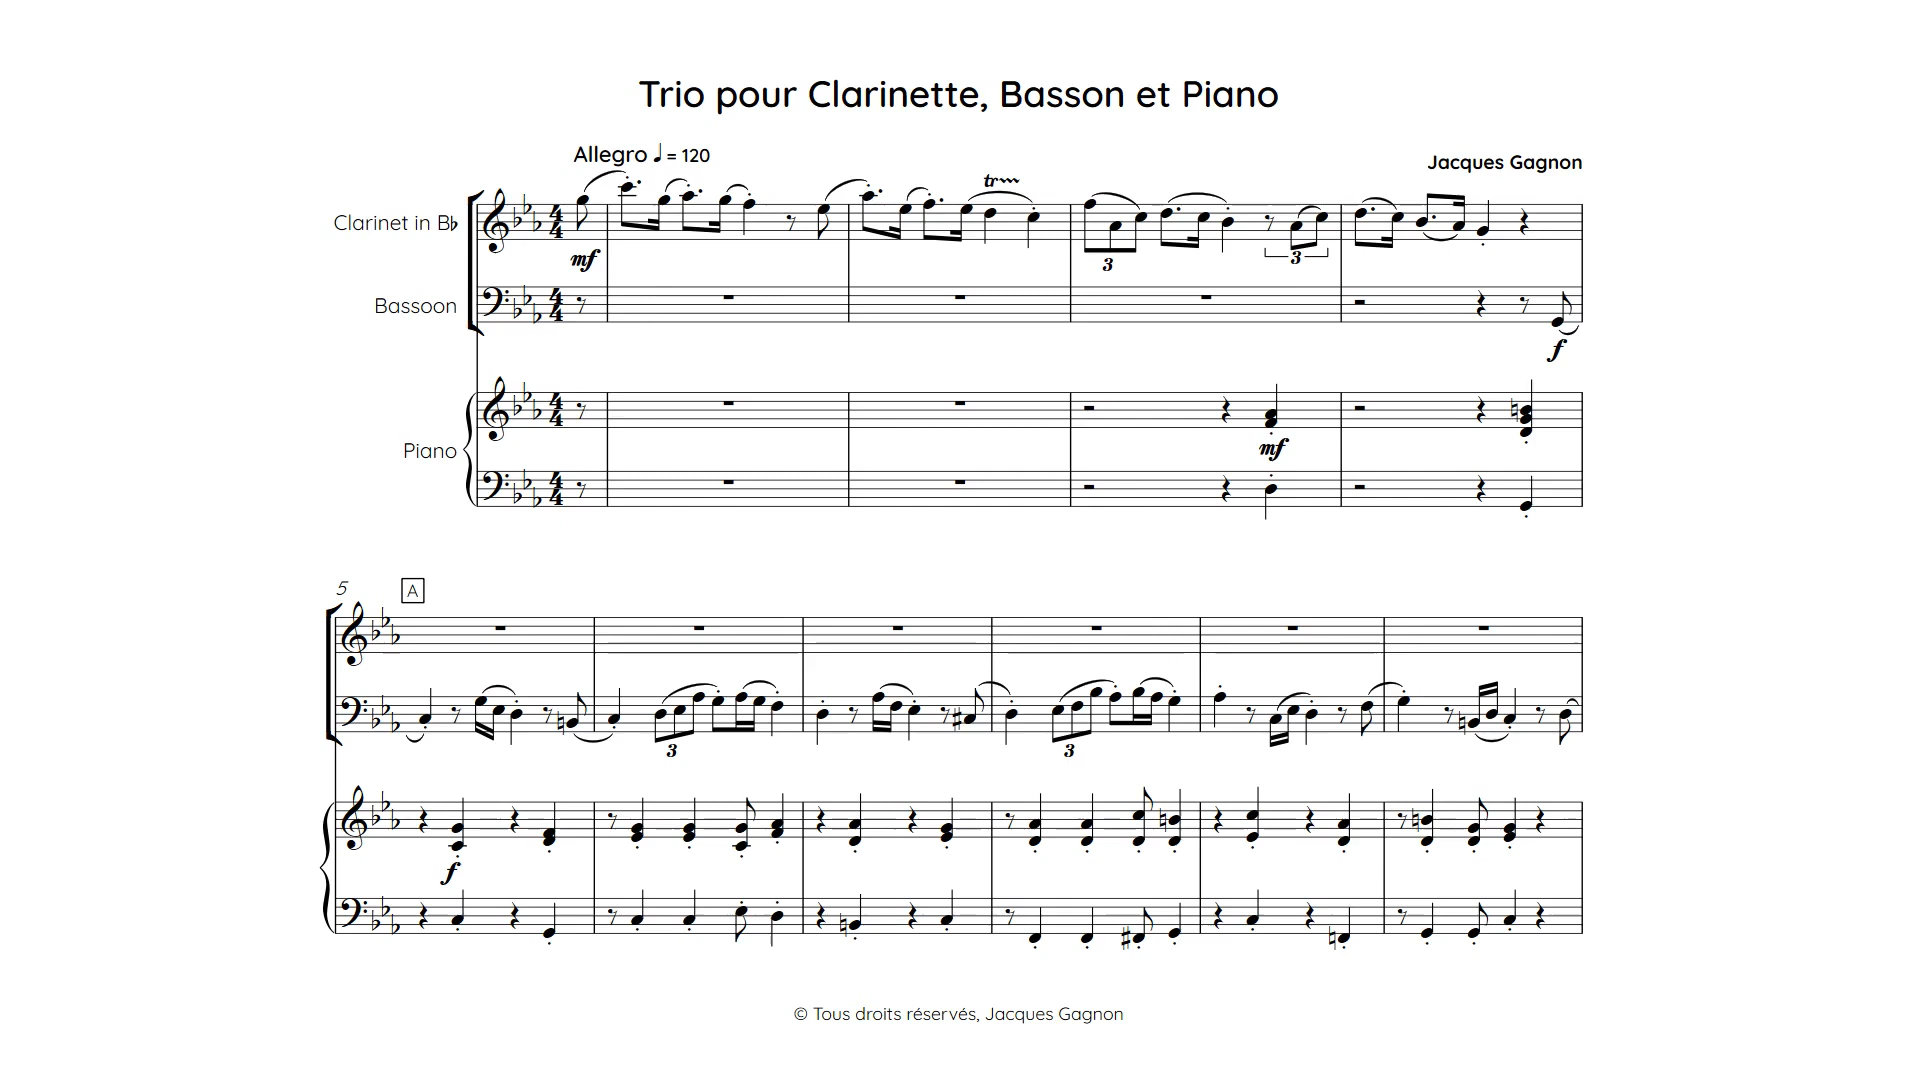 Trio pour Clarinette, Basson et Piano
Allegro ♩ = 120
Jacques Gagnon
tr
Clarinet in B♭
3
3
mf
Bassoon
f
Piano
mf
5
A
3
3
f
© Tous droits réservés, Jacques Gagnon